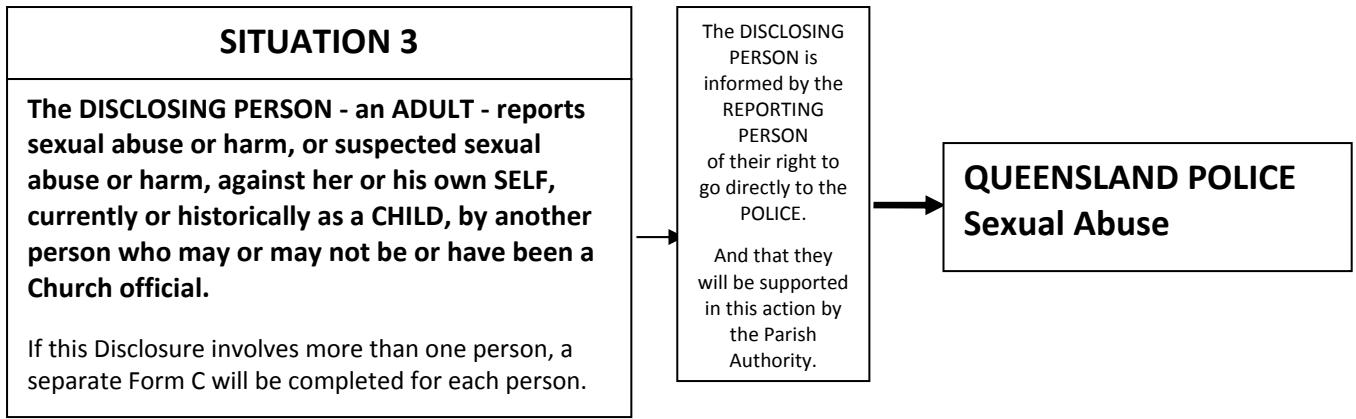 SITUATION 3
The DISCLOSING PERSON - an ADULT - reports
sexual abuse or harm, or suspected sexual
abuse or harm, against her or his own SELF,
currently or historically as a CHILD, by another
person who may or may not be or have been a
Church official.
If this Disclosure involves more than one person, a
separate Form C will be completed for each person.
The DISCLOSING
PERSON is
informed by the
REPORTING
PERSON
of their right to
go directly to the
POLICE.
And that they
will be supported
in this action by
the Parish
Authority.
QUEENSLAND POLICE
Sexual Abuse